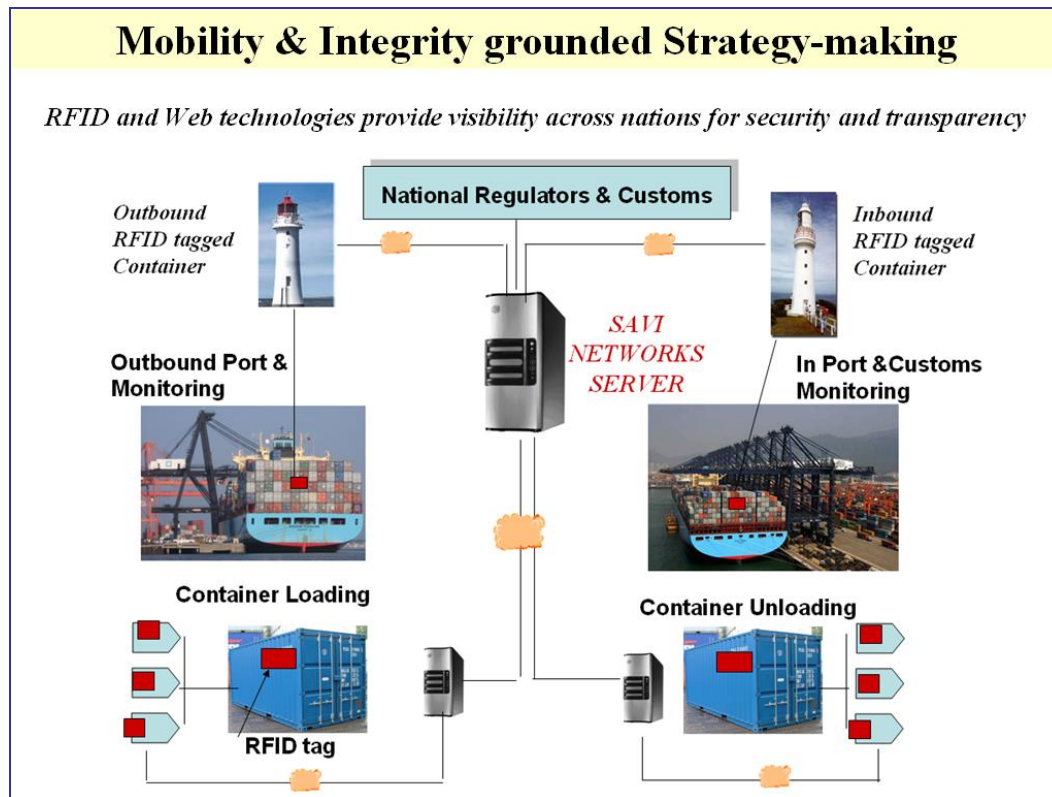 Mobility & Integrity grounded Strategy-making
RFID and Web technologies provide visibility across nations for security and transparency
National Regulators & Customs
Outbound
RFID tagged
Container
Inbound
RFID tagged
Container
SAVI
NETWORKS
SERVER
Outbound Port &
Monitoring
In Port &Customs
Monitoring
Container Loading
Container Unloading
RFID tag